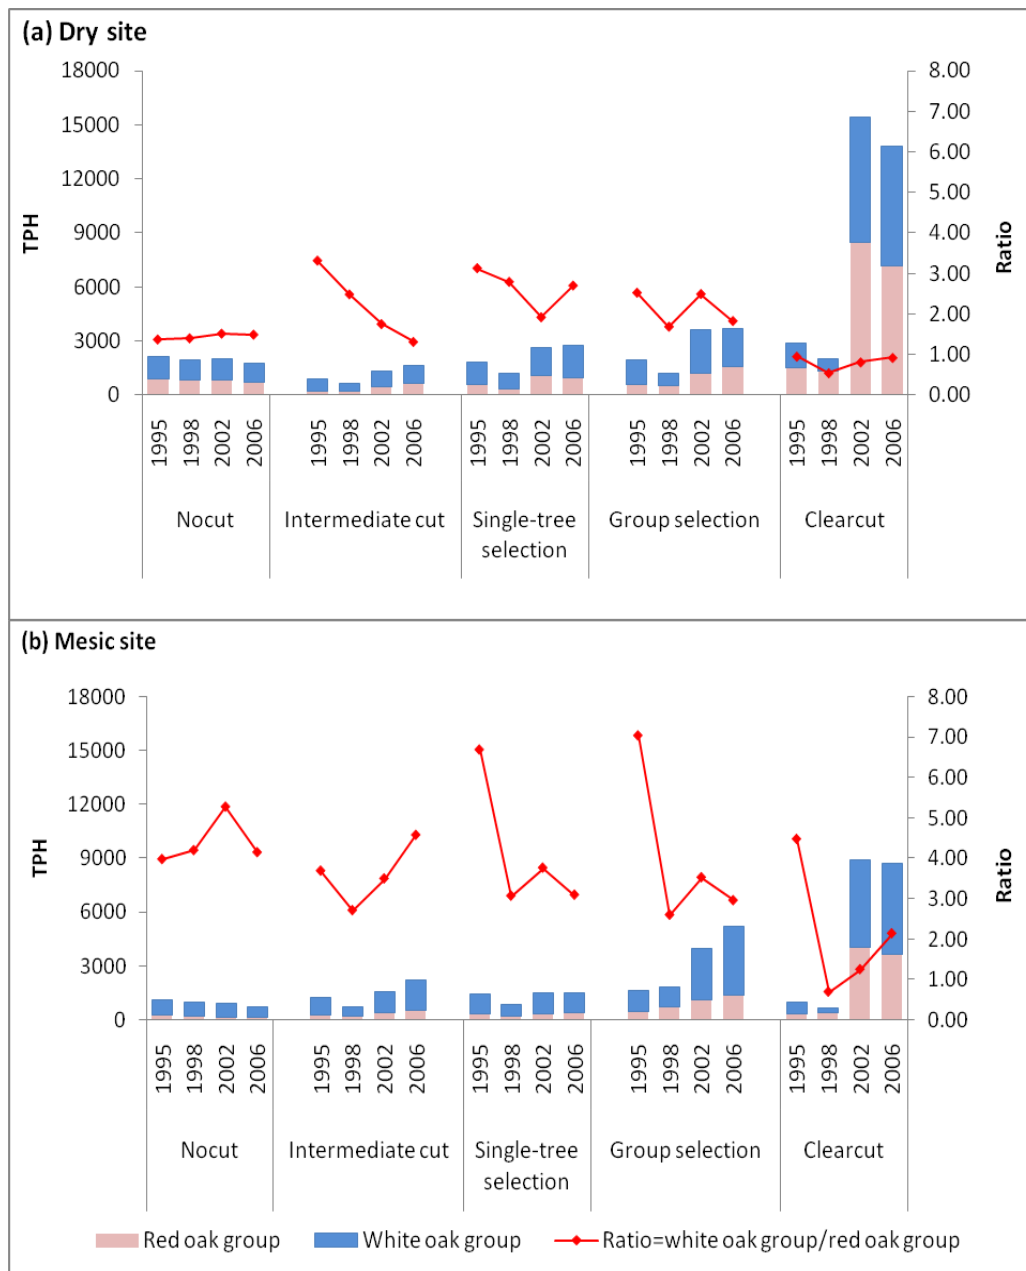 (a) Dry site
18000
15000
12000
9000
6000
3000
0
TPH
8.00
7.00
6.00
5.00
4.00
3.00
2.00
1.00
0.00
Ratio
1995 1998 2002 2006 1995 1998 2002 2006 1995 1998 2002 2006 1995 1998 2002 2006 1995 1998 2002 2006
Nocut Intermediate cut Single-tree Group selection Clearcut
selection
(b) Mesic site
18000
15000
12000
9000
6000
3000
0
TPH
8.00
7.00
6.00
5.00
4.00
3.00
2.00
1.00
0.00
Ratio
1995 1998 2002 2006 1995 1998 2002 2006 1995 1998 2002 2006 1995 1998 2002 2006 1995 1998 2002 2006
Nocut Intermediate cut Single-tree Group selection Clearcut
selection
Red oak group White oak group Ratio=white oak group/red oak group